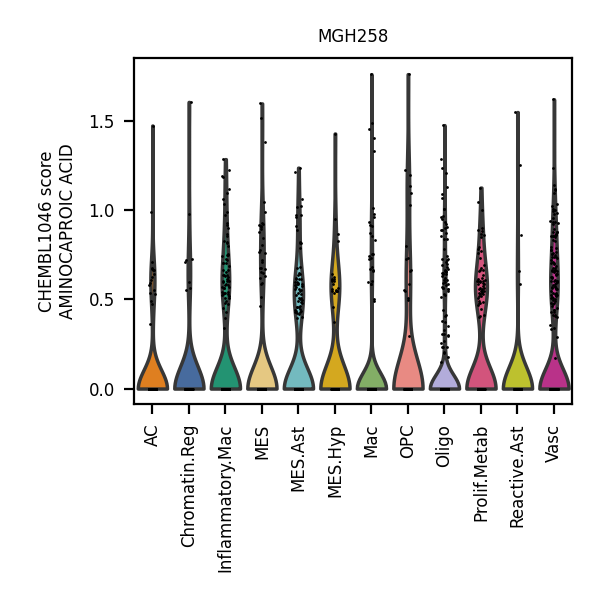 MGH258
CHEMBL1046 score
AMINOCAPROIC ACID
1.5
1.0
0.5
0.0
AC
Chromatin.Reg
Inflammatory.Mac
MES
MES.Ast
MES.Hyp
Mac
OPC
Oligo
Prolif.Metab
Reactive.Ast
Vasc